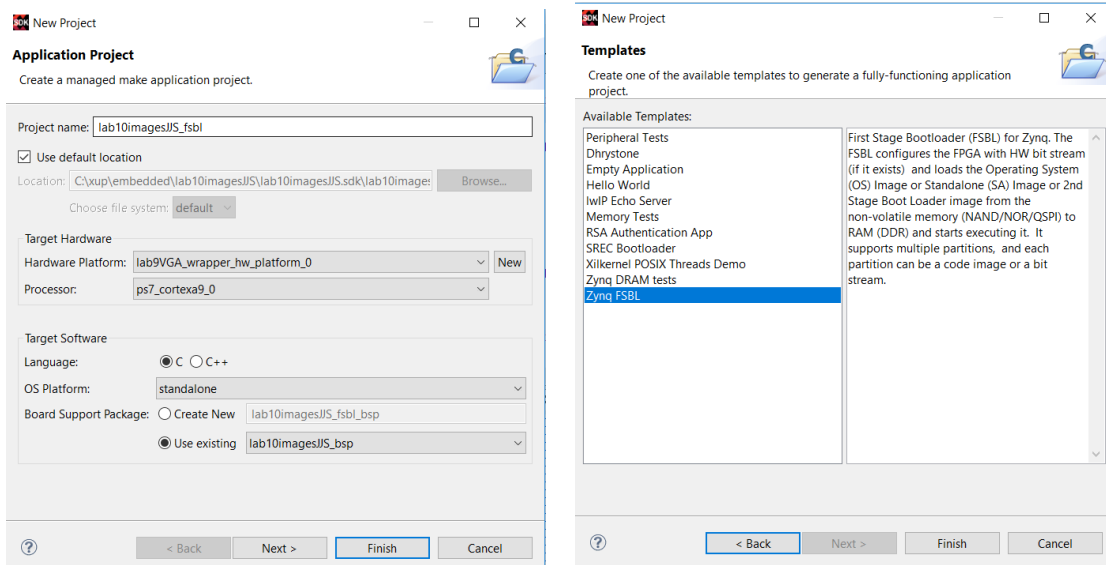 SDK New Project
Application Project
Create a managed make application project.
Project name: lab10imagesJJS_fsbl
Use default location
Location: C:\xup\embedded\lab10imagesJJS\lab10imagesJJS.sdk\lab10image: Browse...
Choose file system: default
Target Hardware
Hardware Platform: lab9VGA_wrapper_hw_platform_0 New
Processor: ps7_cortexa9_0
Target Software
Language: C C++
OS Platform: standalone
Board Support Package: Create New lab10imagesJJS_fsbl_bsp
Use existing lab10imagesJJS_bsp
? < Back Next > Finish Cancel
SDK New Project
Templates
Create one of the available templates to generate a fully-functioning application
project.
Available Templates:
Peripheral Tests
Dhrystone
Empty Application
Hello World
lwIP Echo Server
Memory Tests
RSA Authentication App
SREC Bootloader
Xilkernel POSIX Threads Demo
Zynq DRAM tests
Zynq FSBL
First Stage Bootloader (FSBL) for Zynq. The
FSBL configures the FPGA with HW bit stream
(if it exists) and loads the Operating System
(OS) Image or Standalone (SA) Image or 2nd
Stage Boot Loader image from the
non-volatile memory (NAND/NOR/QSPI) to
RAM (DDR) and starts executing it. It
supports multiple partitions, and each
partition can be a code image or a bit
stream.
? < Back Next > Finish Cancel